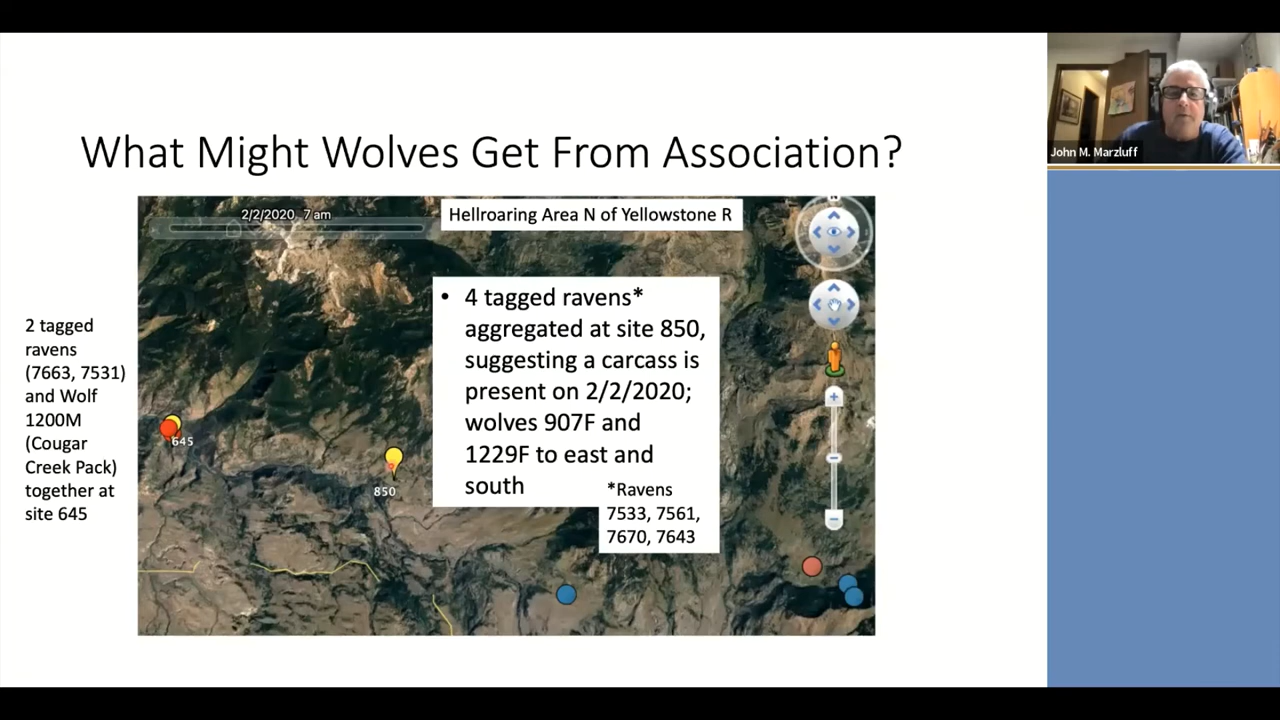 What Might Wolves Get From Association?
2/2/2020 7 am
Hellroaring Area N of Yellowstone R
2 tagged
ravens
(7663, 7531)
and Wolf
1200M
(Cougar
Creek Pack)
together at
site 645
645
850
• 4 tagged ravens*
aggregated at site 850,
suggesting a carcass is
present on 2/2/2020;
wolves 907F and
1229F to east and
south
*Ravens
7533, 7561,
7670, 7643
John M. Marzluff